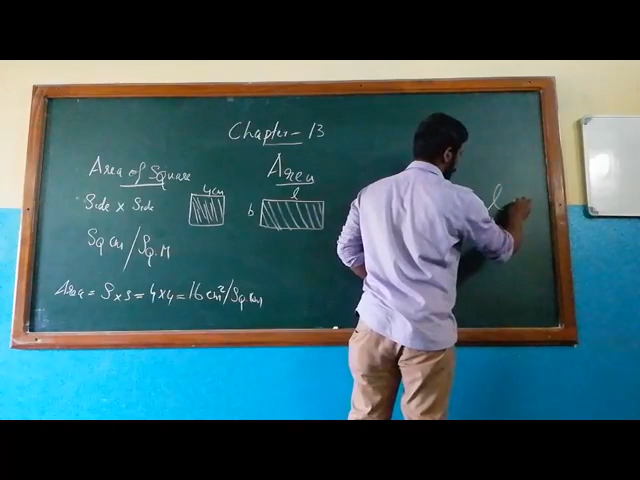 Chapter - 13
Area of Square
Area
4cm
l
l
Side x Side
b
Sq cm / Sq. M
Area = S x s = 4 x 4 = 16 cm² / Sq. cm